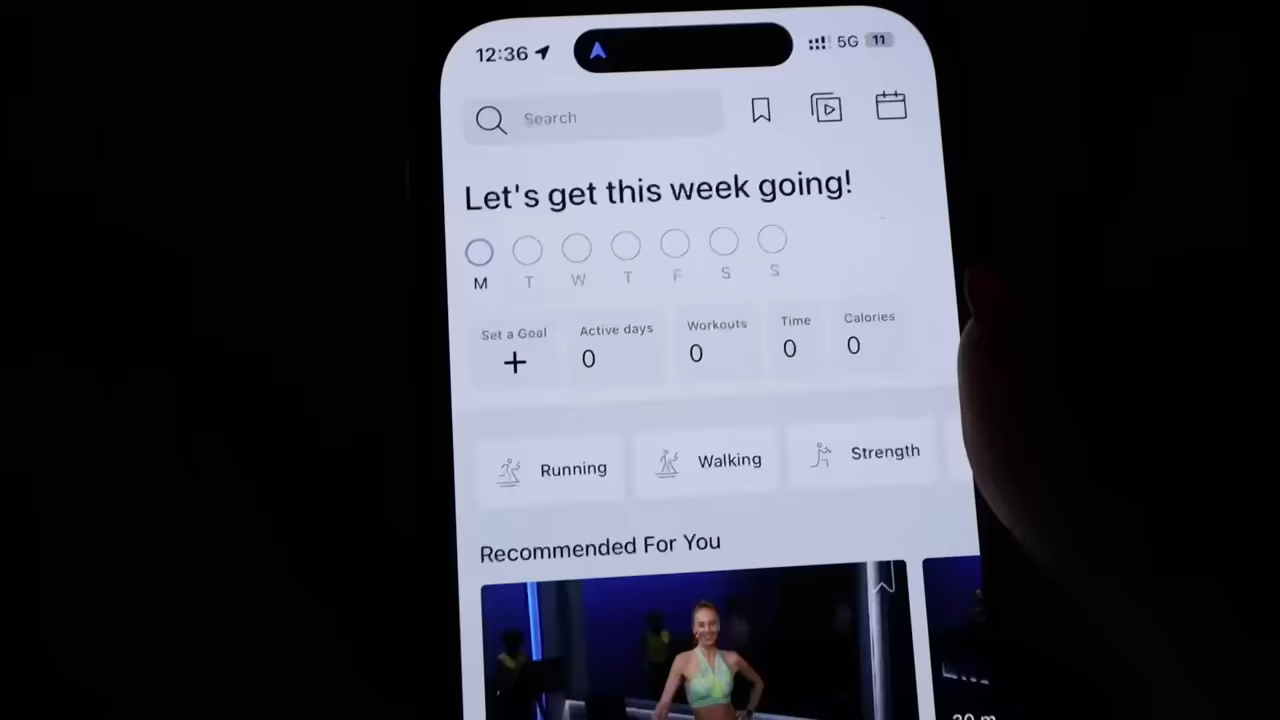 12:36
5G 11
Search
Let's get this week going!
M T W T F S S
Set a Goal Active days Workouts Time Calories
+ 0 0 0 0
Running Walking Strength
Recommended For You